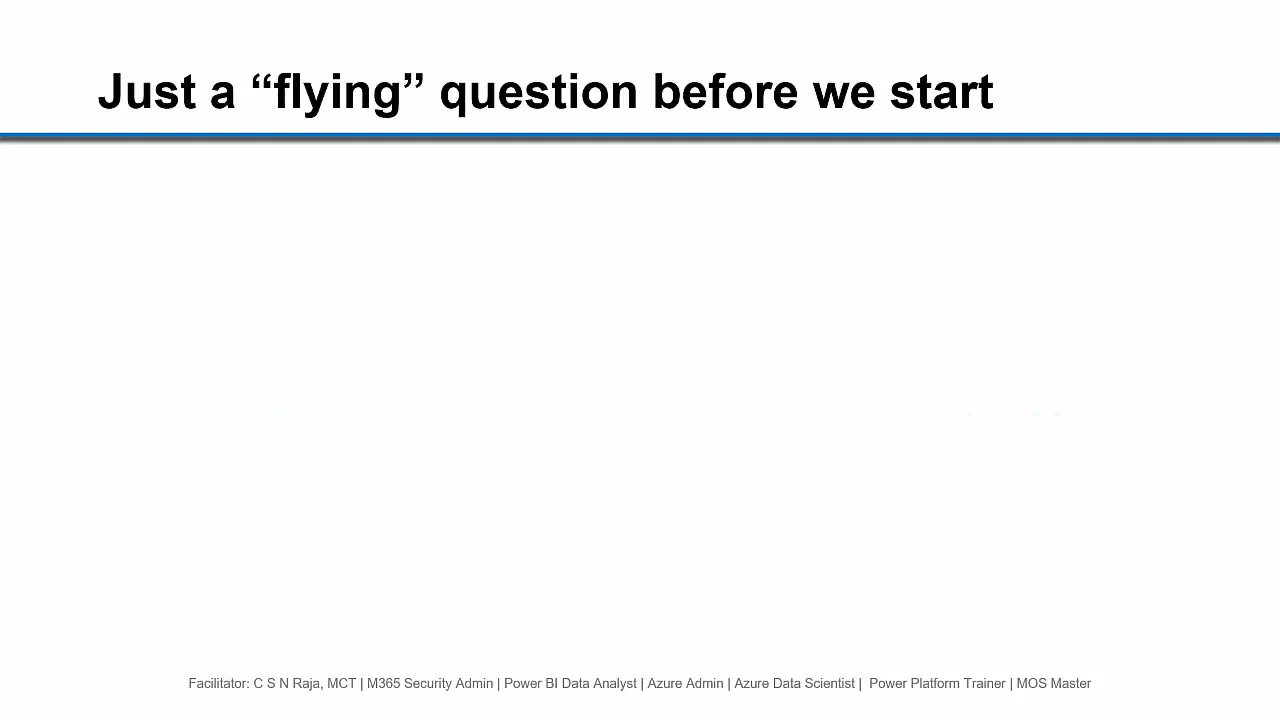 Just a “flying” question before we start
Facilitator: C S N Raja, MCT | M365 Security Admin | Power BI Data Analyst | Azure Admin | Azure Data Scientist | Power Platform Trainer | MOS Master